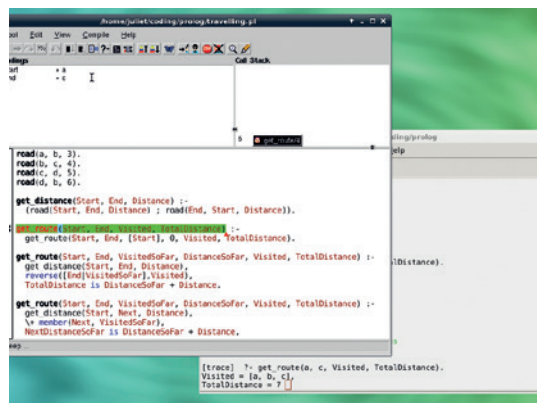 /home/juliet/coding/prolog/travelling.pl
ool Edit View Compile Help
dings
Call Stack
= a
= c
6 get_route/4
road(a, b, 3).
road(b, c, 4).
road(c, d, 5).
road(d, b, 6).
get_distance(Start, End, Distance) :-
(road(Start, End, Distance) ; road(End, Start, Distance)).
get_route(Start, End, Visited, TotalDistance) :-
get_route(Start, End, [Start], 0, Visited, TotalDistance).
get_route(Start, End, VisitedSoFar, DistanceSoFar, Visited, TotalDistance) :-
get_distance(Start, End, Distance),
reverse([End|VisitedSoFar],Visited),
TotalDistance is DistanceSoFar + Distance.
get_route(Start, End, VisitedSoFar, DistanceSoFar, Visited, TotalDistance) :-
get_distance(Start, Next, Distance),
\+ member(Next, VisitedSoFar),
NextDistanceSoFar is DistanceSoFar + Distance,
eep ...
ding/prolog
elp
lDistance).
s
[trace] ?- get_route(a, c, Visited, TotalDistance).
Visited = [a, b, c],
TotalDistance = 7